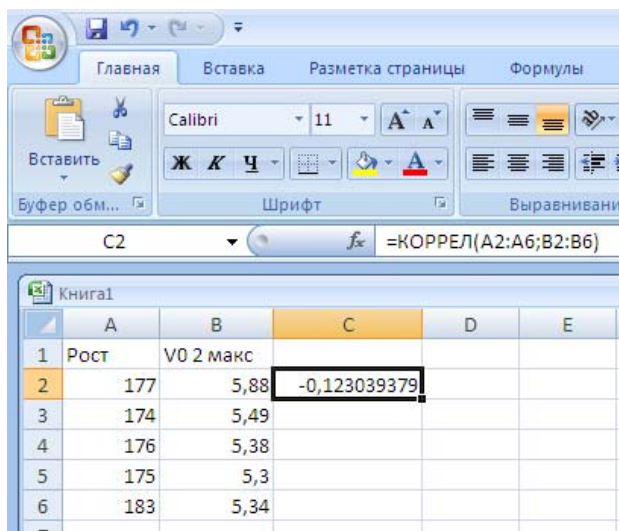 Главная Вставка Разметка страницы Формулы
Calibri 11 A A
Вставить Ж К Ч A
Буфер обм... Шрифт Выравнивани
C2 fx =КОРРЕЛ(A2:A6;B2:B6)
Книга1
A B C D E
1 Рост V0 2 макс
2 177 5,88 -0,123039379
3 174 5,49
4 176 5,38
5 175 5,3
6 183 5,34